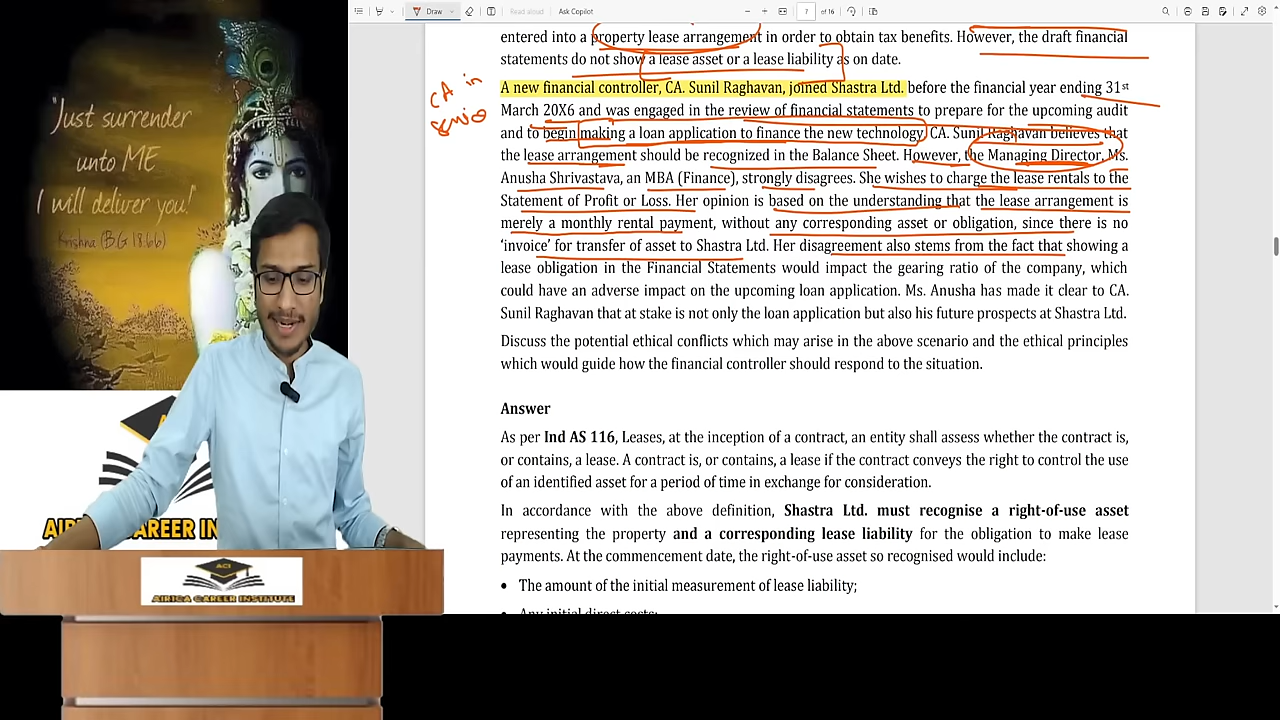 "Just surrender
unto ME
I will deliver you!"
Krishna (BG 18:66)
ACI
AIRIGA CAREER INSTITUTE
Draw
Read aloud
Ask Copilot
7
of 16
entered into a property lease arrangement in order to obtain tax benefits. However, the draft financial
statements do not show a lease asset or a lease liability as on date.
CA in
A new financial controller, CA. Sunil Raghavan, joined Shastra Ltd. before the financial year ending 31st
March 20X6 and was engaged in the review of financial statements to prepare for the upcoming audit
and to begin making a loan application to finance the new technology. CA. Sunil Raghavan believes that
the lease arrangement should be recognized in the Balance Sheet. However, the Managing Director, Ms.
Anusha Shrivastava, an MBA (Finance), strongly disagrees. She wishes to charge the lease rentals to the
Statement of Profit or Loss. Her opinion is based on the understanding that the lease arrangement is
merely a monthly rental payment, without any corresponding asset or obligation, since there is no
'invoice' for transfer of asset to Shastra Ltd. Her disagreement also stems from the fact that showing a
lease obligation in the Financial Statements would impact the gearing ratio of the company, which
could have an adverse impact on the upcoming loan application. Ms. Anusha has made it clear to CA.
Sunil Raghavan that at stake is not only the loan application but also his future prospects at Shastra Ltd.
Discuss the potential ethical conflicts which may arise in the above scenario and the ethical principles
which would guide how the financial controller should respond to the situation.
Answer
As per Ind AS 116, Leases, at the inception of a contract, an entity shall assess whether the contract is,
or contains, a lease. A contract is, or contains, a lease if the contract conveys the right to control the use
of an identified asset for a period of time in exchange for consideration.
In accordance with the above definition, Shastra Ltd. must recognise a right-of-use asset
representing the property and a corresponding lease liability for the obligation to make lease
payments. At the commencement date, the right-of-use asset so recognised would include:
• The amount of the initial measurement of lease liability;
• Any initial direct costs;